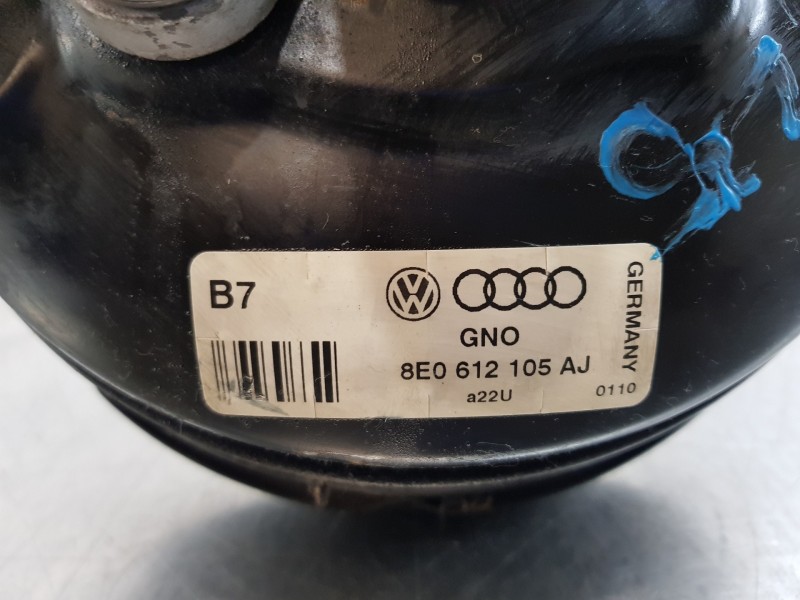 B7
GNO
8E0 612 105 AJ
a22U
0110
GERMANY